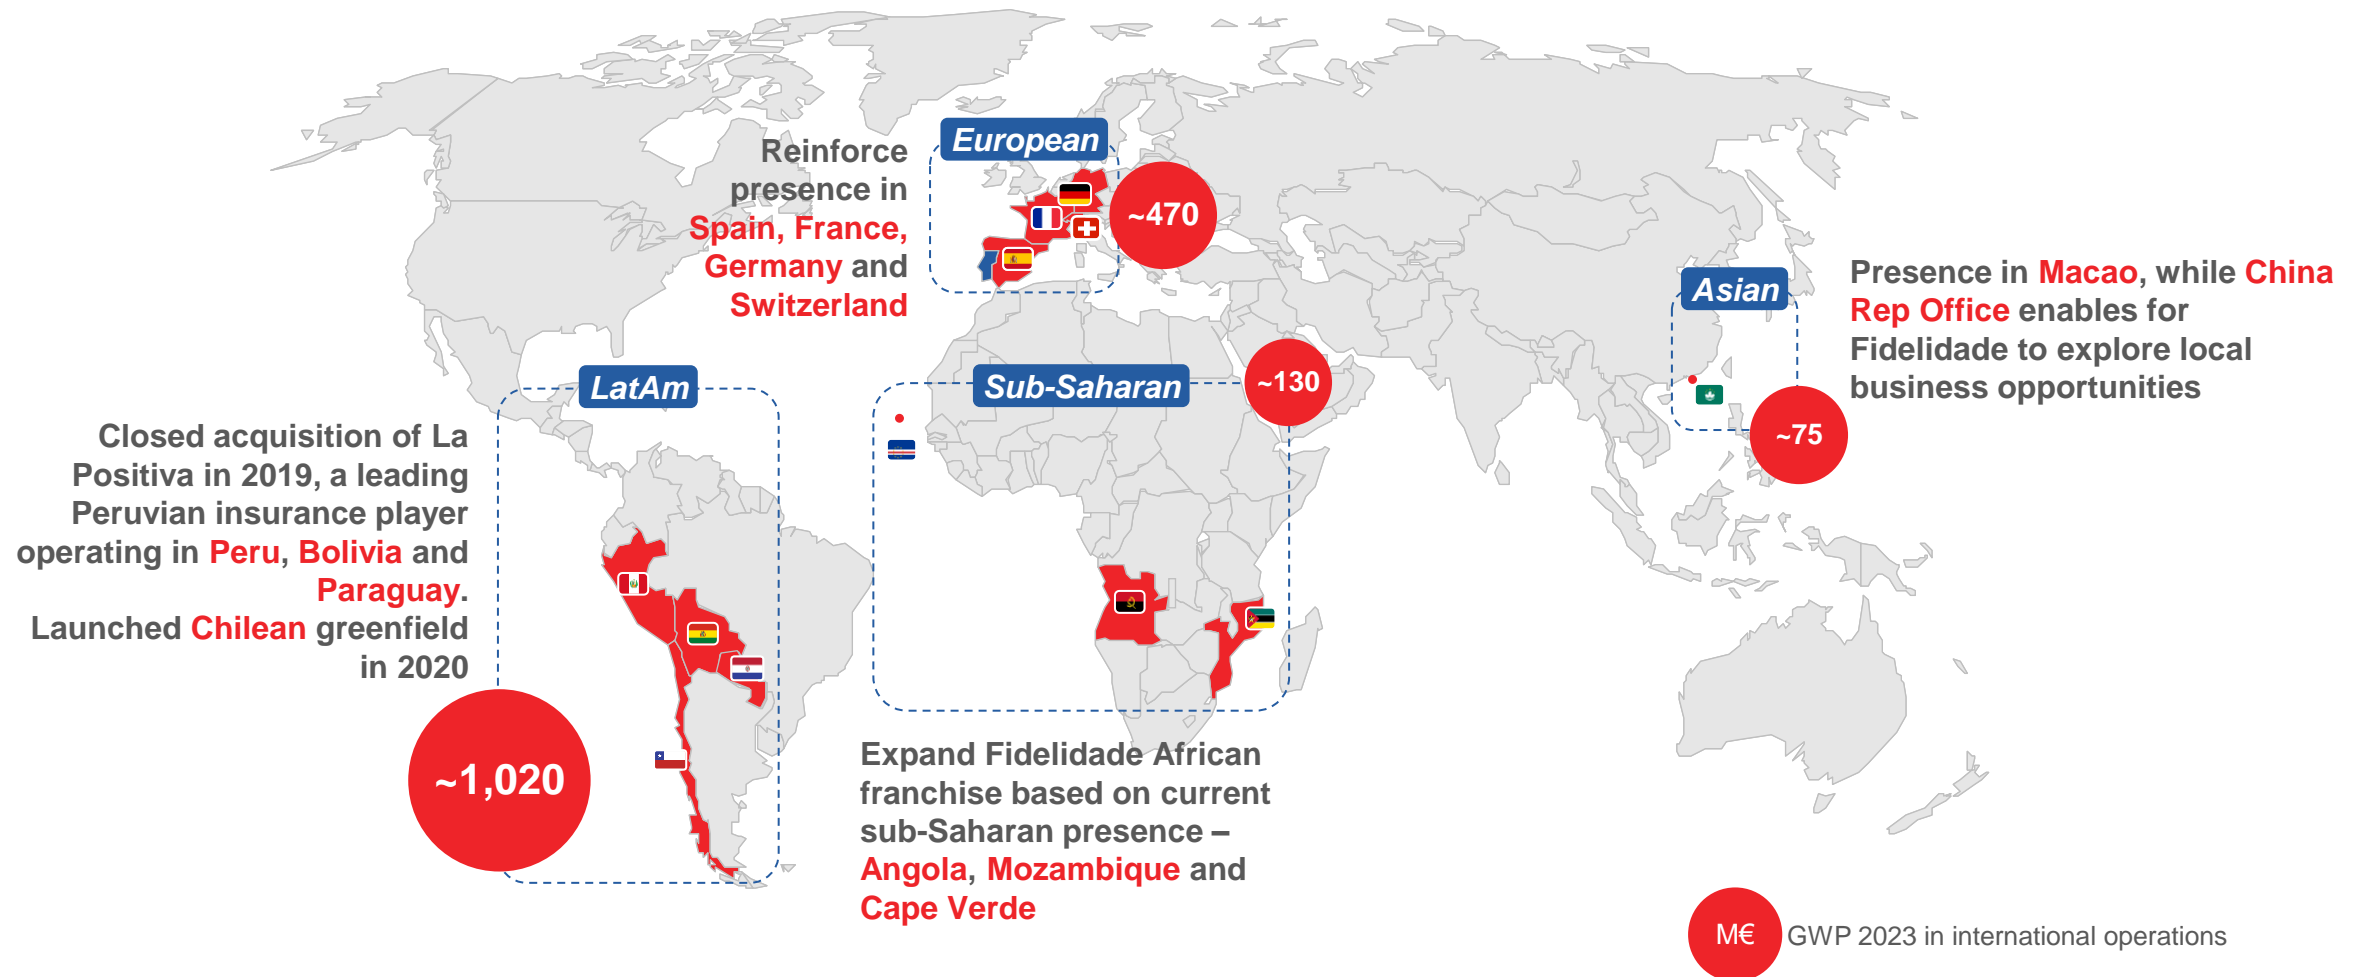 European
Reinforce
presence in
Spain, France,
Germany and
Switzerland
~470
Asian
Presence in Macao, while China
Rep Office enables for
Fidelidade to explore local
business opportunities
~75
LatAm
Closed acquisition of La
Positiva in 2019, a leading
Peruvian insurance player
operating in Peru, Bolivia and
Paraguay.
Launched Chilean greenfield
in 2020
~1,020
Sub-Saharan
~130
Expand Fidelidade African
franchise based on current
sub-Saharan presence –
Angola, Mozambique and
Cape Verde
M€ GWP 2023 in international operations